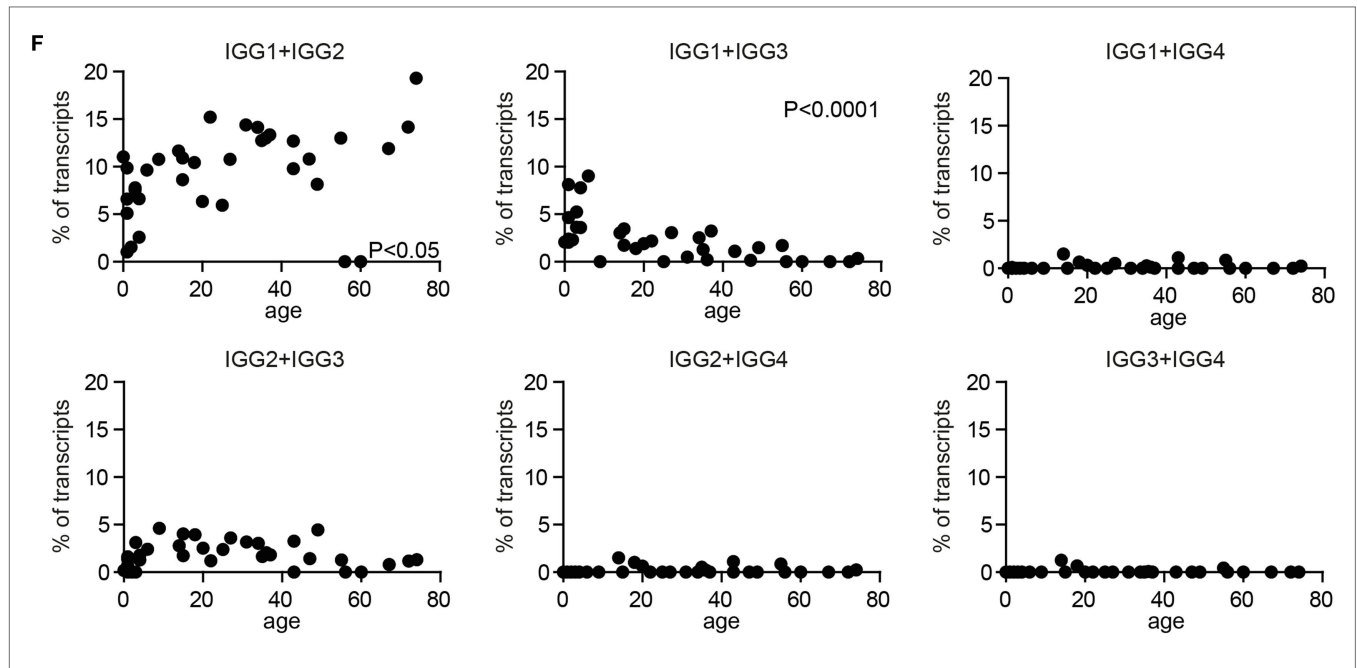 F
IGG1+IGG2
% of transcripts
20
15
10
5
0
P<0.05
0 20 40 60 80
age
IGG1+IGG3
% of transcripts
20
15
10
5
0
P<0.0001
0 20 40 60 80
age
IGG1+IGG4
% of transcripts
20
15
10
5
0
0 20 40 60 80
age
IGG2+IGG3
% of transcripts
20
15
10
5
0
0 20 40 60 80
age
IGG2+IGG4
% of transcripts
20
15
10
5
0
0 20 40 60 80
age
IGG3+IGG4
% of transcripts
20
15
10
5
0
0 20 40 60 80
age